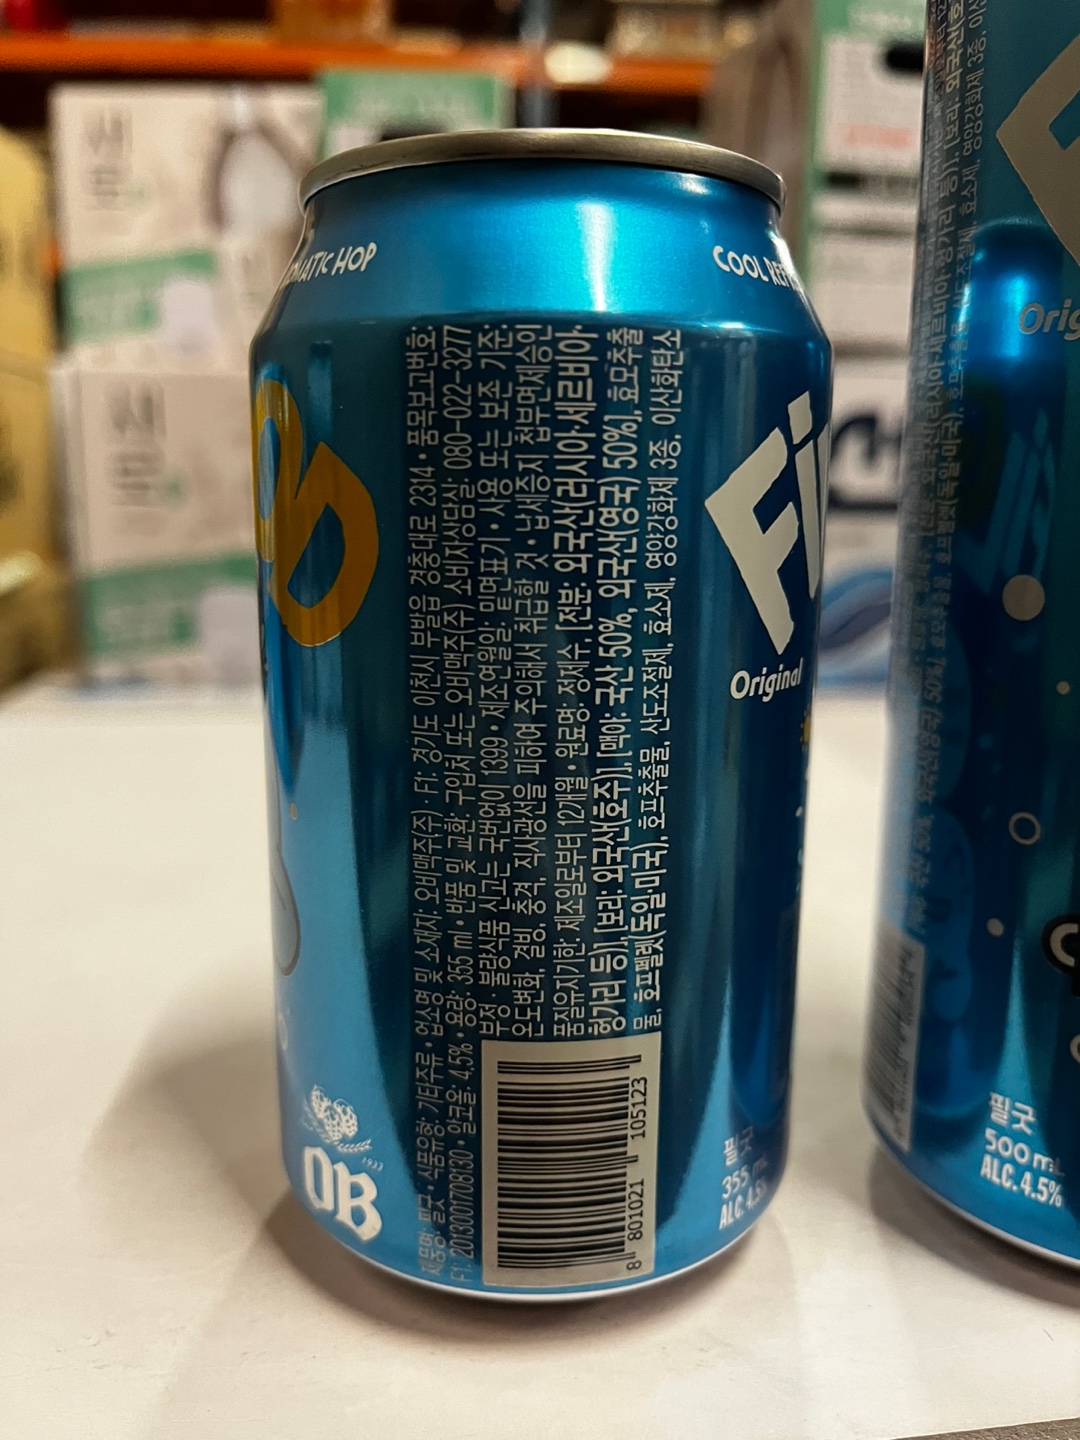 MATIC HOP
COOL REF
제품명: 필굿 · 식품유형: 기타주류 · 업소명 및 소재지: 오비맥주(주) · F1: 경기도 이천시 부발읍 경충대로 2314 · 품목보고번호:
F1: 2013001708130 · 알코올: 4.5% · 용량: 355 ml · 반품 및 교환: 구입처 또는 오비맥주(주) 소비자상담실: 080-022-3277
부정·불량식품 신고는 국번없이 1399 · 제조연월일: 밑면표기 · 사용 또는 보존 기준:
온도변화, 결빙, 충격, 직사광선을 피하여 주의해서 취급할 것 · 납세증지 첩부면제승인
품질유지기한: 제조일로부터 12개월 · 원료명: 정제수, [전분: 외국산(러시아·세르비아·
헝가리 등)], [보리: 외국산(호주)], [맥아: 국산 50%, 외국산(영국) 50%], 효모추출
물, 호프펠렛(독일·미국), 호프추출물, 산도조절제, 효소제, 영양강화제 3종, 이산화탄소
8 801021 105123
1933
OB
Fi
Original
필굿
355 mL
ALC. 4.5
Orig
필굿
500 mL
ALC. 4.5%